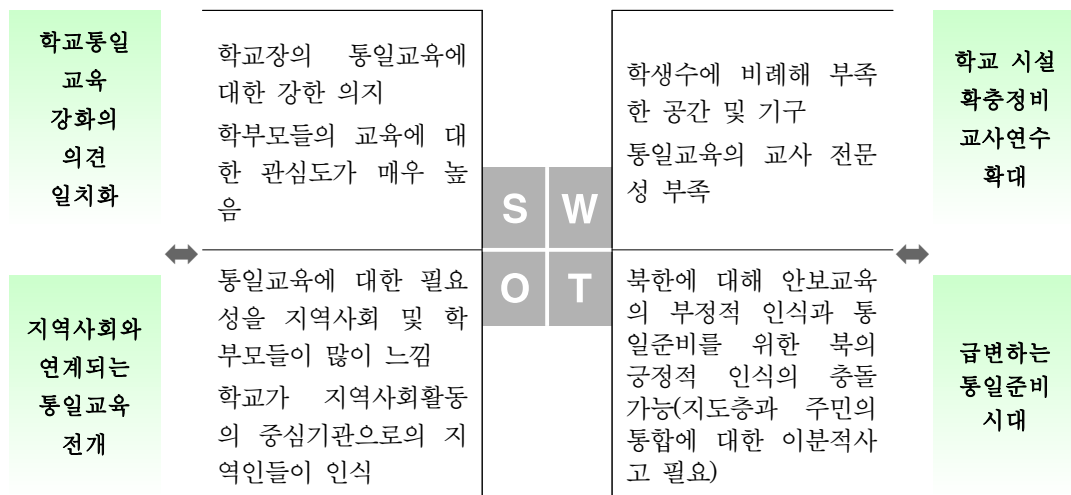 학교통일
교육
강화의
의견
일치화
학교장의 통일교육에
대한 강한 의지
학부모들의 교육에 대
한 관심도가 매우 높
음
S W
학생수에 비례해 부족
한 공간 및 기구
통일교육의 교사 전문
성 부족
학교 시설
확충정비
교사연수
확대
지역사회와
연계되는
통일교육
전개
통일교육에 대한 필요
성을 지역사회 및 학
부모들이 많이 느낌
학교가 지역사회활동
의 중심기관으로의 지
역인들이 인식
O T
북한에 대해 안보교육
의 부정적 인식과 통
일준비를 위한 북의
긍정적 인식의 충돌
가능(지도층과 주민의
통합에 대한 이분적사
고 필요)
급변하는
통일준비
시대